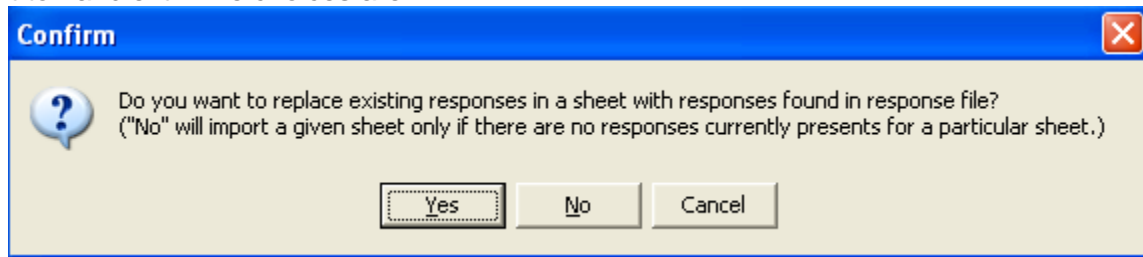 Confirm
Do you want to replace existing responses in a sheet with responses found in response file?
("No" will import a given sheet only if there are no responses currently presents for a particular sheet.)
Yes No Cancel